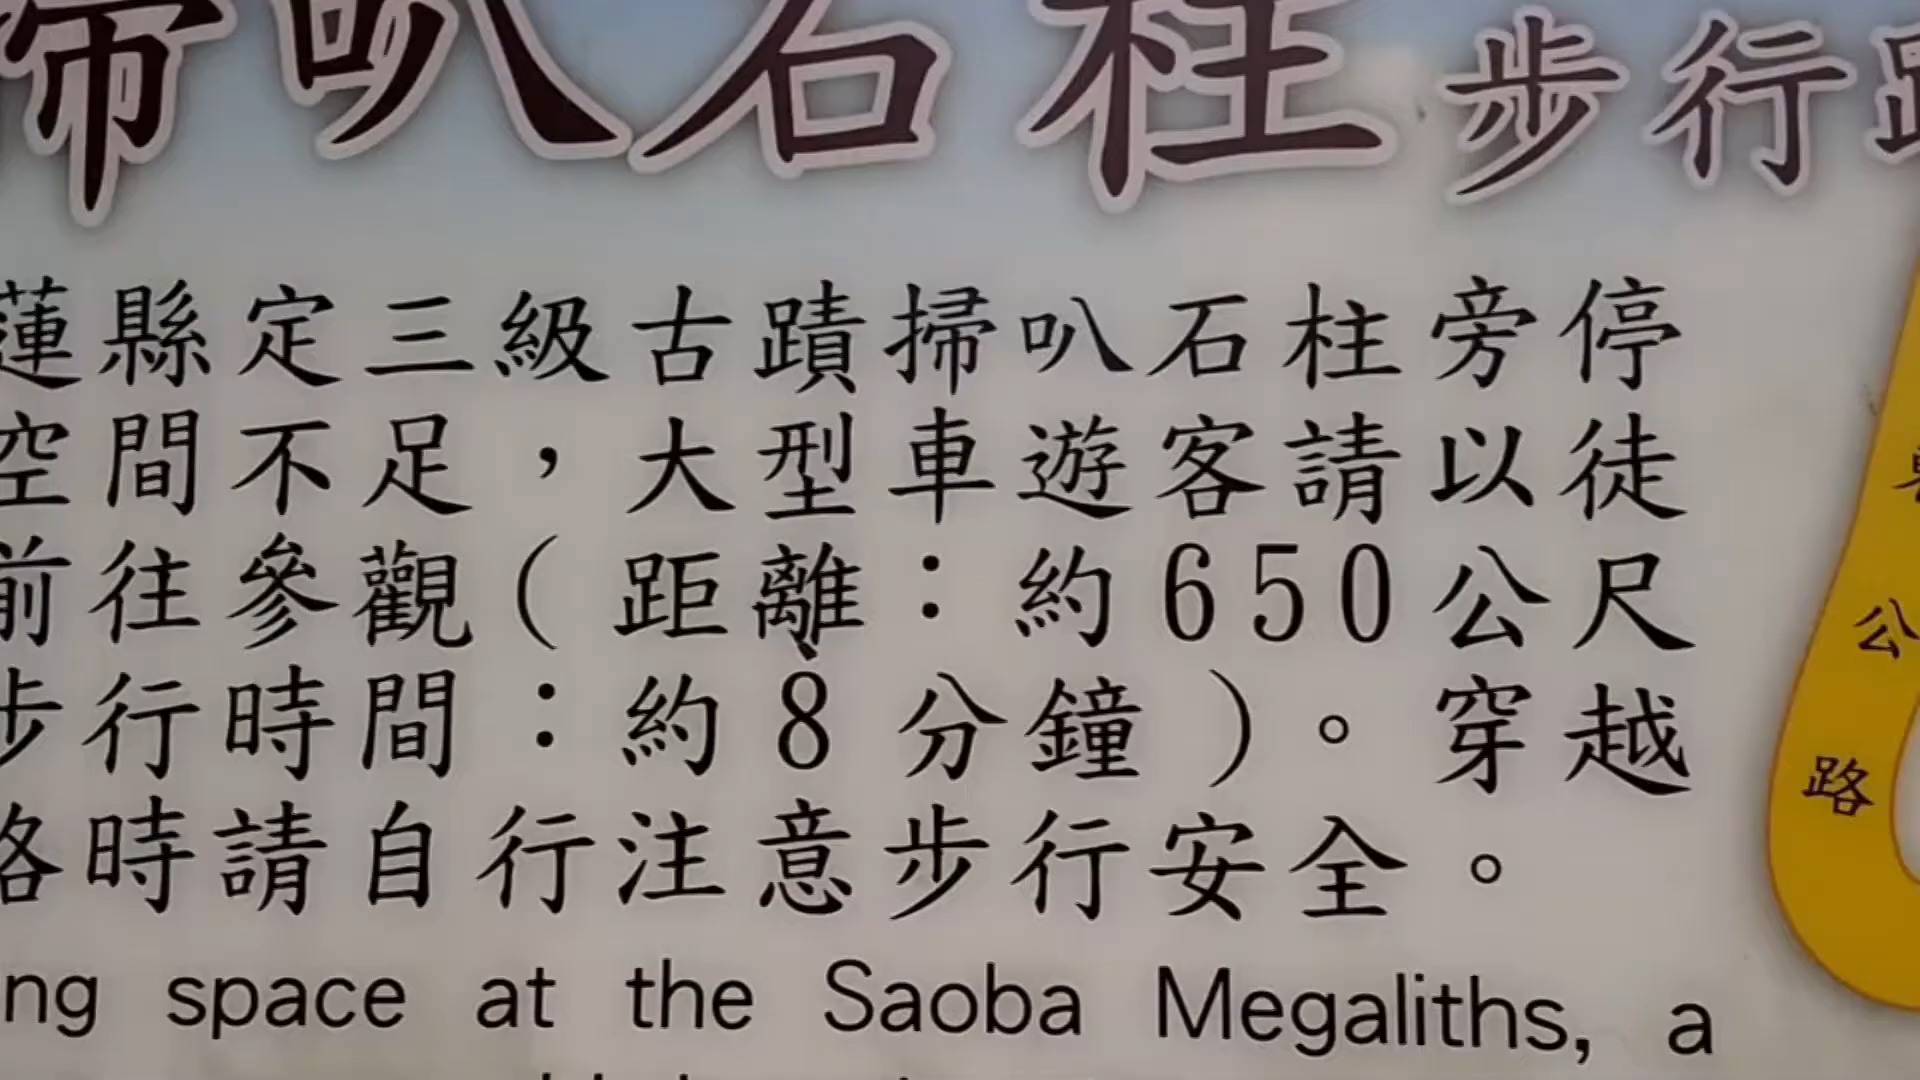 掃叭石柱步行路
蓮縣定三級古蹟掃叭石柱旁停
空間不足，大型車遊客請以徒
前往參觀(距離：約650公尺
步行時間：約8分鐘)。穿越
路時請自行注意步行安全。
ng space at the Saoba Megaliths, a
公
路